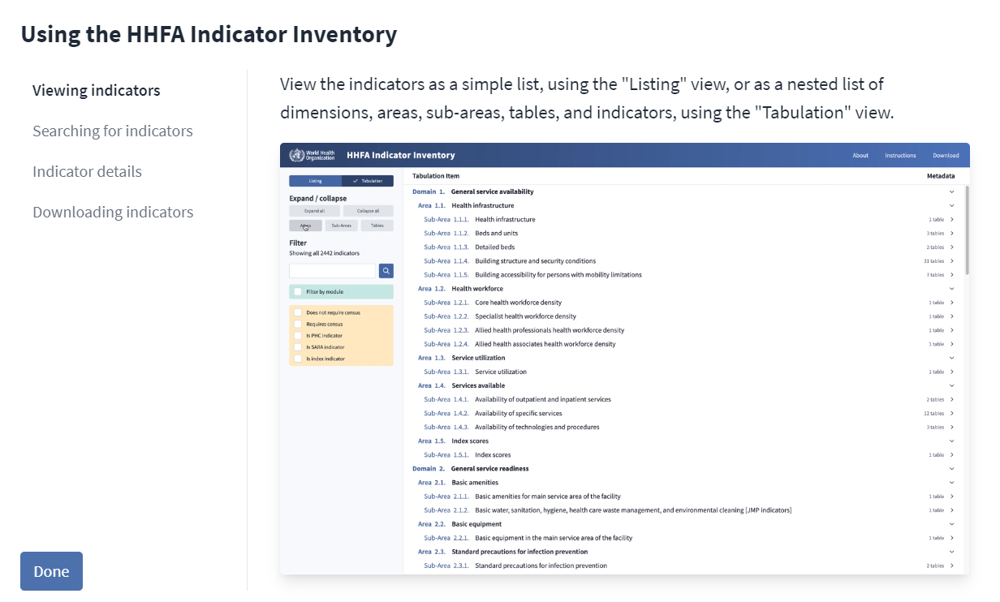 Using the HHFA Indicator Inventory
Viewing indicators
Searching for indicators
Indicator details
Downloading indicators
Done
View the indicators as a simple list, using the "Listing" view, or as a nested list of
dimensions, areas, sub-areas, tables, and indicators, using the "Tabulation" view.
World Health
Organization
HHFA Indicator Inventory
About Instructions Download
Listing ✓ Tabulation
Expand / collapse
Expand all Collapse all
Areas Sub-Areas Tables
Filter
Showing all 2442 indicators
Filter by module
Does not require census
Requires census
Is PHC indicator
Is SARA indicator
Is index indicator
Tabulation Item Metadata
Domain 1. General service availability
Area 1.1. Health infrastructure
Sub-Area 1.1.1. Health infrastructure 1 table
Sub-Area 1.1.2. Beds and units 3 tables
Sub-Area 1.1.3. Detailed beds 2 tables
Sub-Area 1.1.4. Building structure and security conditions 31 tables
Sub-Area 1.1.5. Building accessibility for persons with mobility limitations 7 tables
Area 1.2. Health workforce
Sub-Area 1.2.1. Core health workforce density 1 table
Sub-Area 1.2.2. Specialist health workforce density 1 table
Sub-Area 1.2.3. Allied health professionals health workforce density 1 table
Sub-Area 1.2.4. Allied health associates health workforce density 1 table
Area 1.3. Service utilization
Sub-Area 1.3.1. Service utilization 1 table
Area 1.4. Services available
Sub-Area 1.4.1. Availability of outpatient and inpatient services 2 tables
Sub-Area 1.4.2. Availability of specific services 12 tables
Sub-Area 1.4.3. Availability of technologies and procedures 3 tables
Area 1.5. Index scores
Sub-Area 1.5.1. Index scores 1 table
Domain 2. General service readiness
Area 2.1. Basic amenities
Sub-Area 2.1.1. Basic amenities for main service area of the facility 1 table
Sub-Area 2.1.2. Basic water, sanitation, hygiene, health care waste management, and environmental cleaning [JMP indicators] 1 table
Area 2.2. Basic equipment
Sub-Area 2.2.1. Basic equipment in the main service area of the facility 1 table
Area 2.3. Standard precautions for infection prevention
Sub-Area 2.3.1. Standard precautions for infection prevention 2 tables